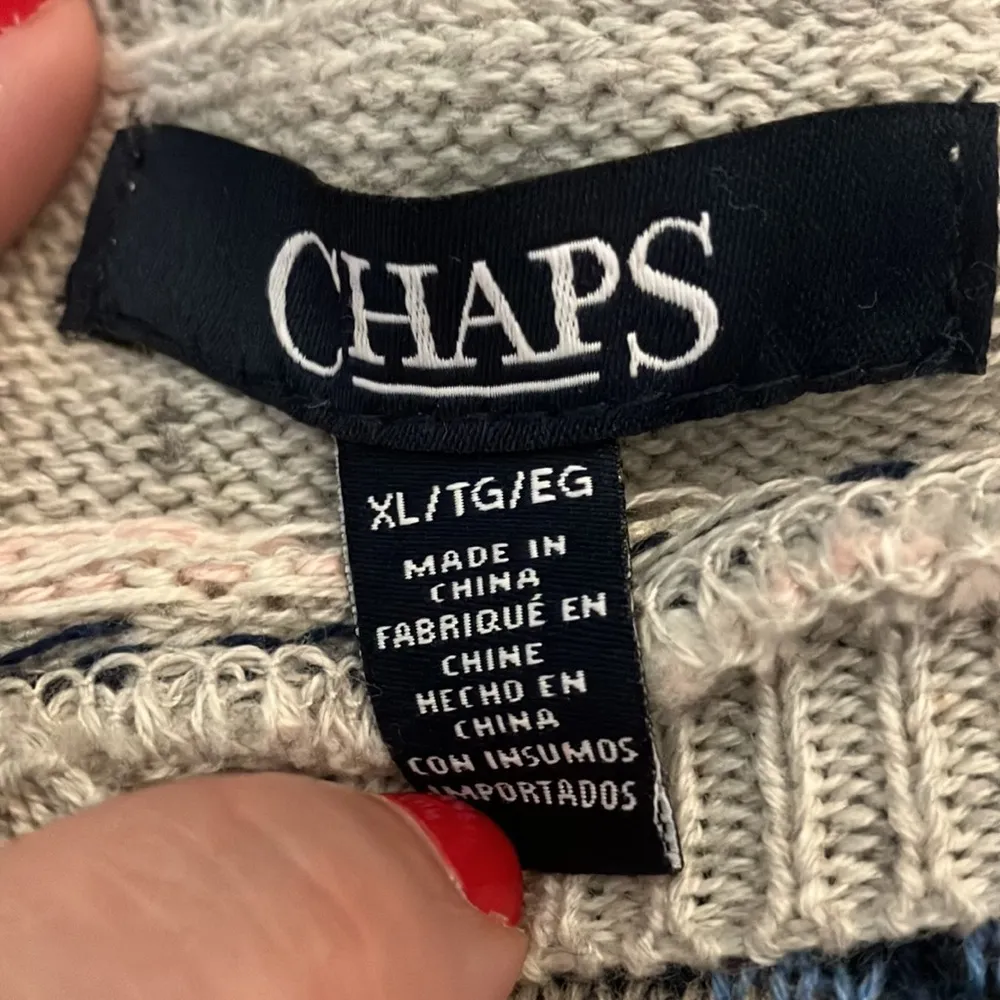 CHAPS
XL/TG/EG
MADE IN
CHINA
FABRIQUÉ EN
CHINE
HECHO EN
CHINA
CON INSUMOS
IMPORTADOS